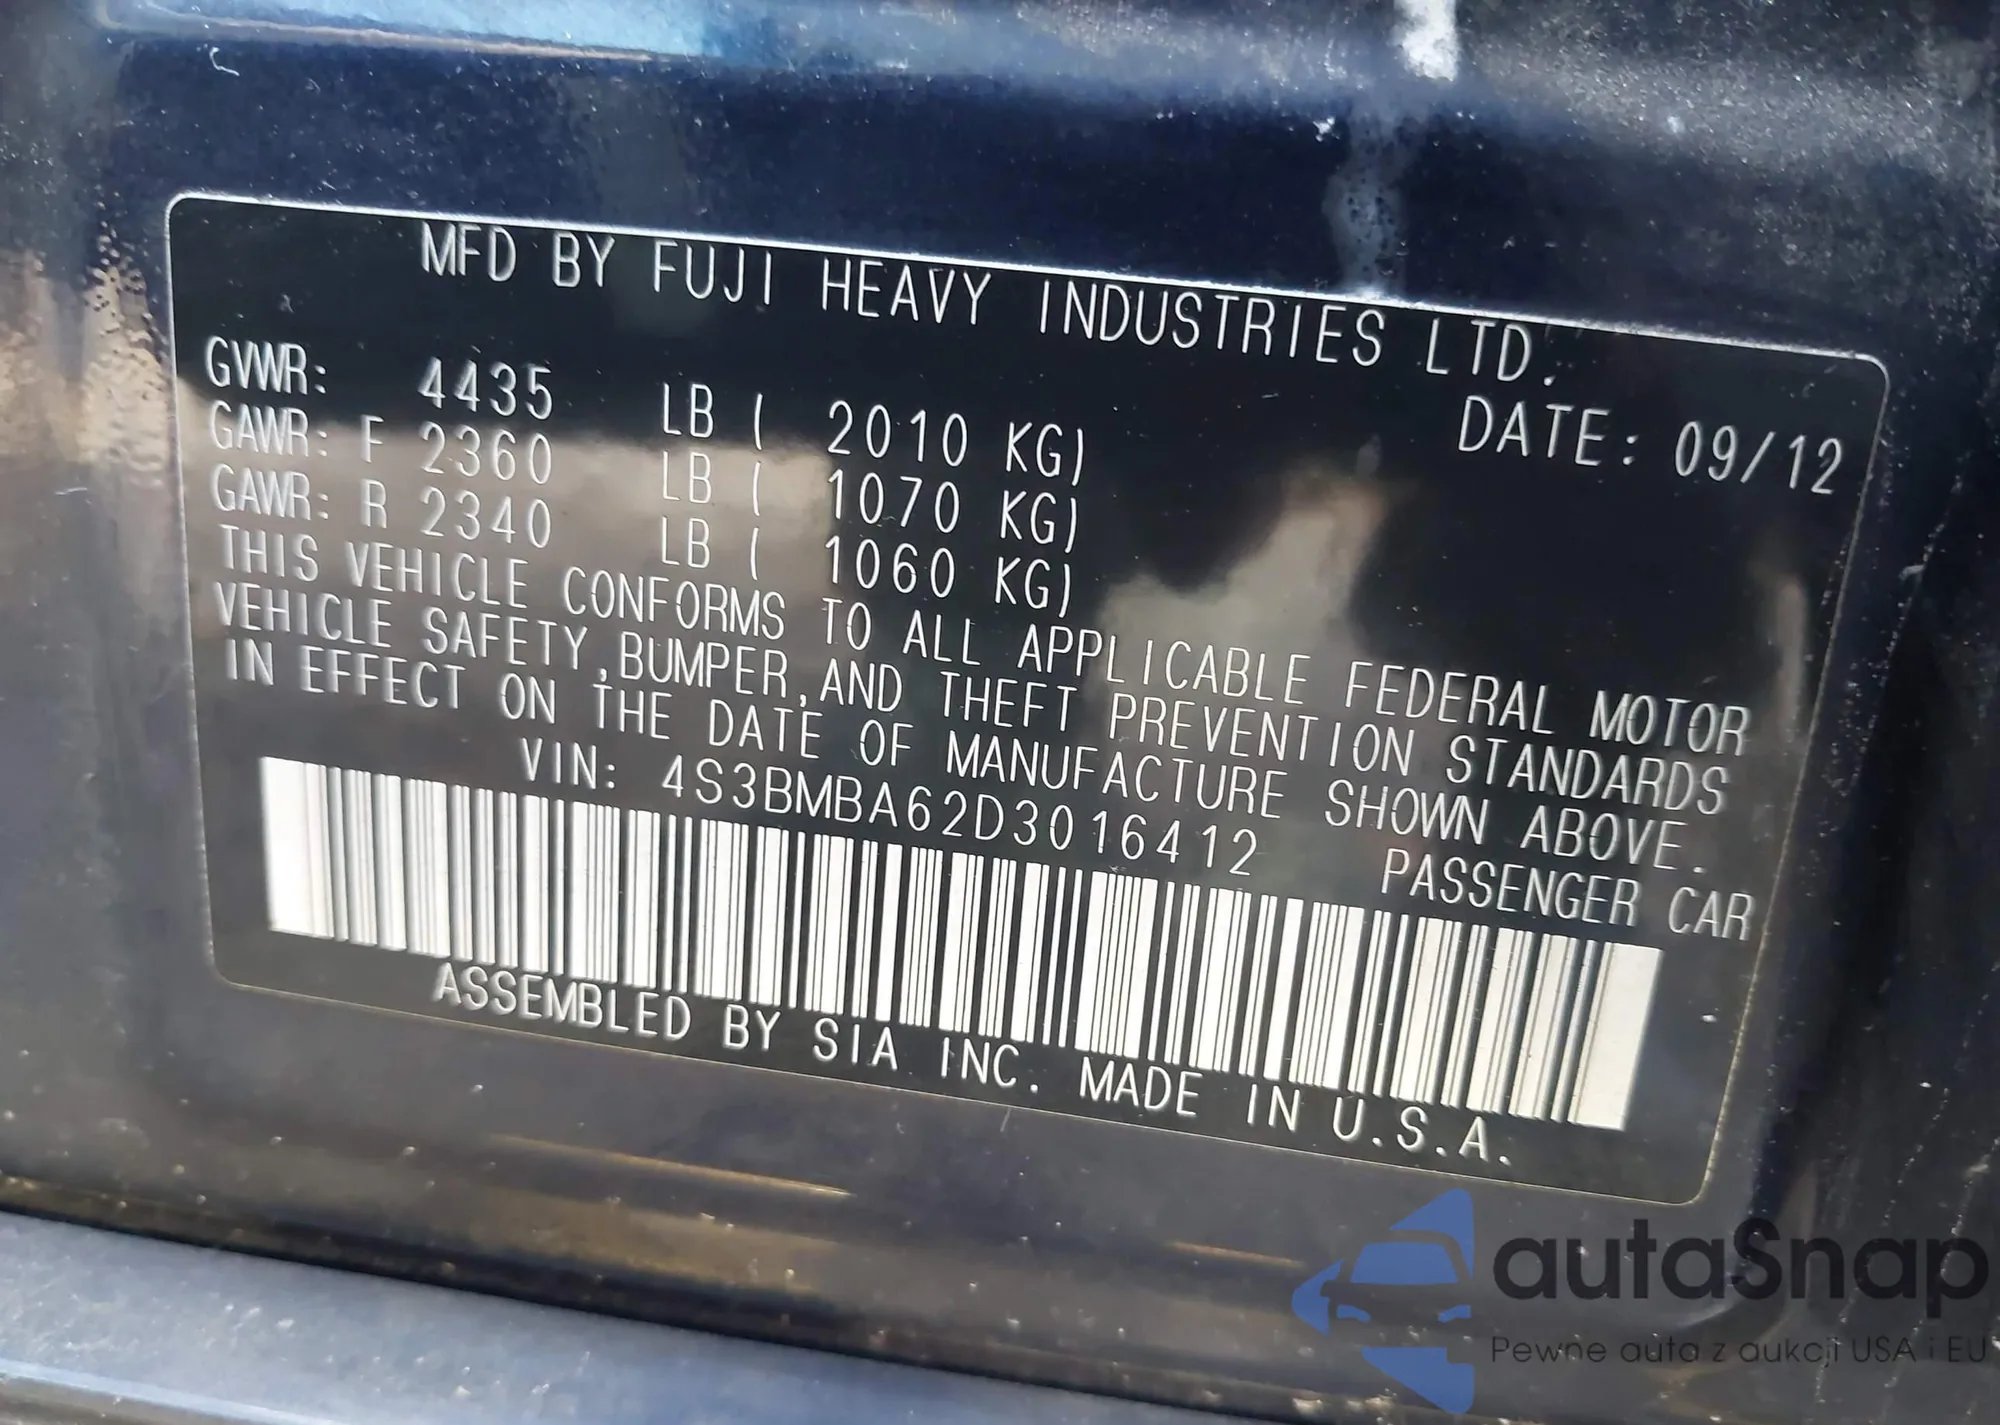 MFD BY FUJI HEAVY INDUSTRIES LTD.
DATE: 09/12
GVWR: 4435 LB ( 2010 KG)
GAWR: F 2360 LB ( 1070 KG)
GAWR: R 2340 LB ( 1060 KG)
THIS VEHICLE CONFORMS TO ALL APPLICABLE FEDERAL MOTOR
VEHICLE SAFETY,BUMPER,AND THEFT PREVENTION STANDARDS
IN EFFECT ON THE DATE OF MANUFACTURE SHOWN ABOVE.
VIN: 4S3BMBA62D3016412 PASSENGER CAR
ASSEMBLED BY SIA INC. MADE IN U.S.A.
autaSnap
Pewne auta z aukcji USA i EU